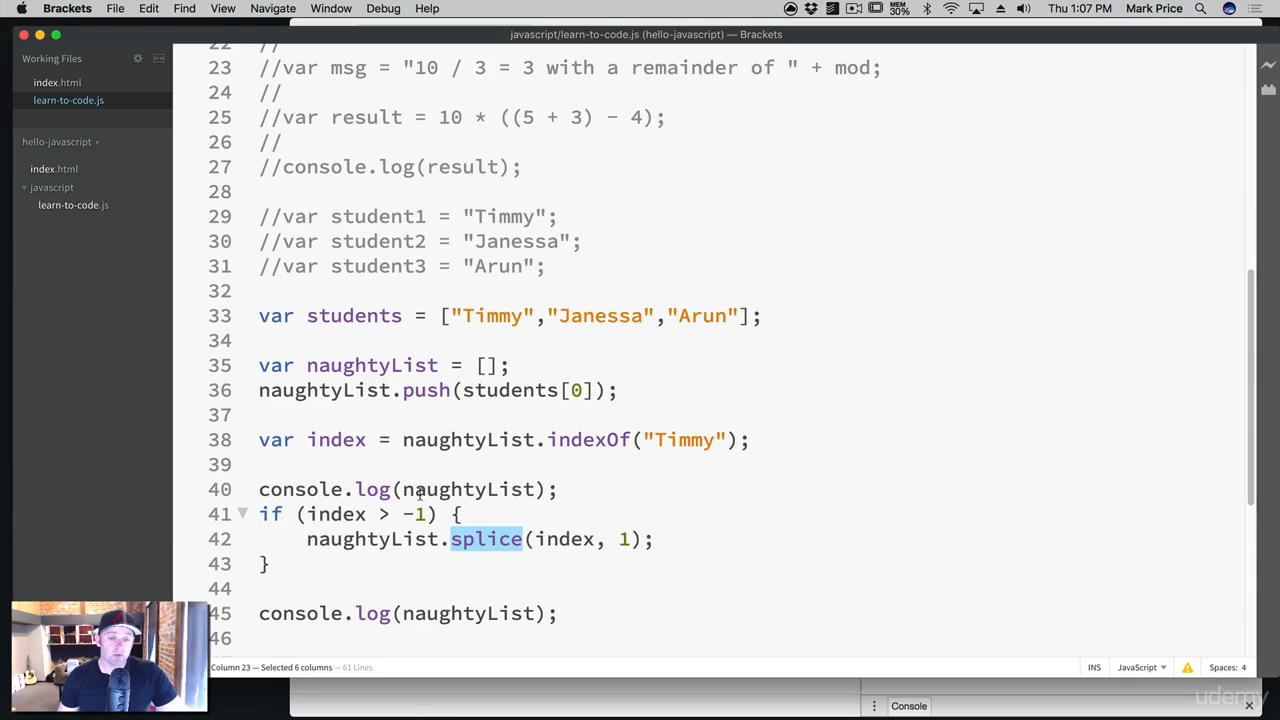 Brackets File Edit Find View Navigate Window Debug Help MEM 30% Thu 1:07 PM Mark Price
javascript/learn-to-code.js (hello-javascript) — Brackets
Working Files
index.html
learn-to-code.js
hello-javascript
index.html
javascript
learn-to-code.js
22 //
23 //var msg = "10 / 3 = 3 with a remainder of " + mod;
24 //
25 //var result = 10 * ((5 + 3) - 4);
26 //
27 //console.log(result);
28
29 //var student1 = "Timmy";
30 //var student2 = "Janessa";
31 //var student3 = "Arun";
32
33 var students = ["Timmy","Janessa","Arun"];
34
35 var naughtyList = [];
36 naughtyList.push(students[0]);
37
38 var index = naughtyList.indexOf("Timmy");
39
40 console.log(naughtyList);
41 if (index > -1) {
42 naughtyList.splice(index, 1);
43 }
44
45 console.log(naughtyList);
46
Column 23 — Selected 6 columns — 61 Lines
INS JavaScript Spaces: 4
Console
udemy